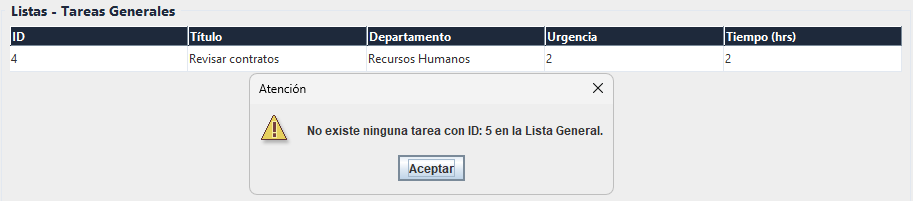 Listas - Tareas Generales
ID Título Departamento Urgencia Tiempo (hrs)
4 Revisar contratos Recursos Humanos 2 2
Atención
No existe ninguna tarea con ID: 5 en la Lista General.
Aceptar